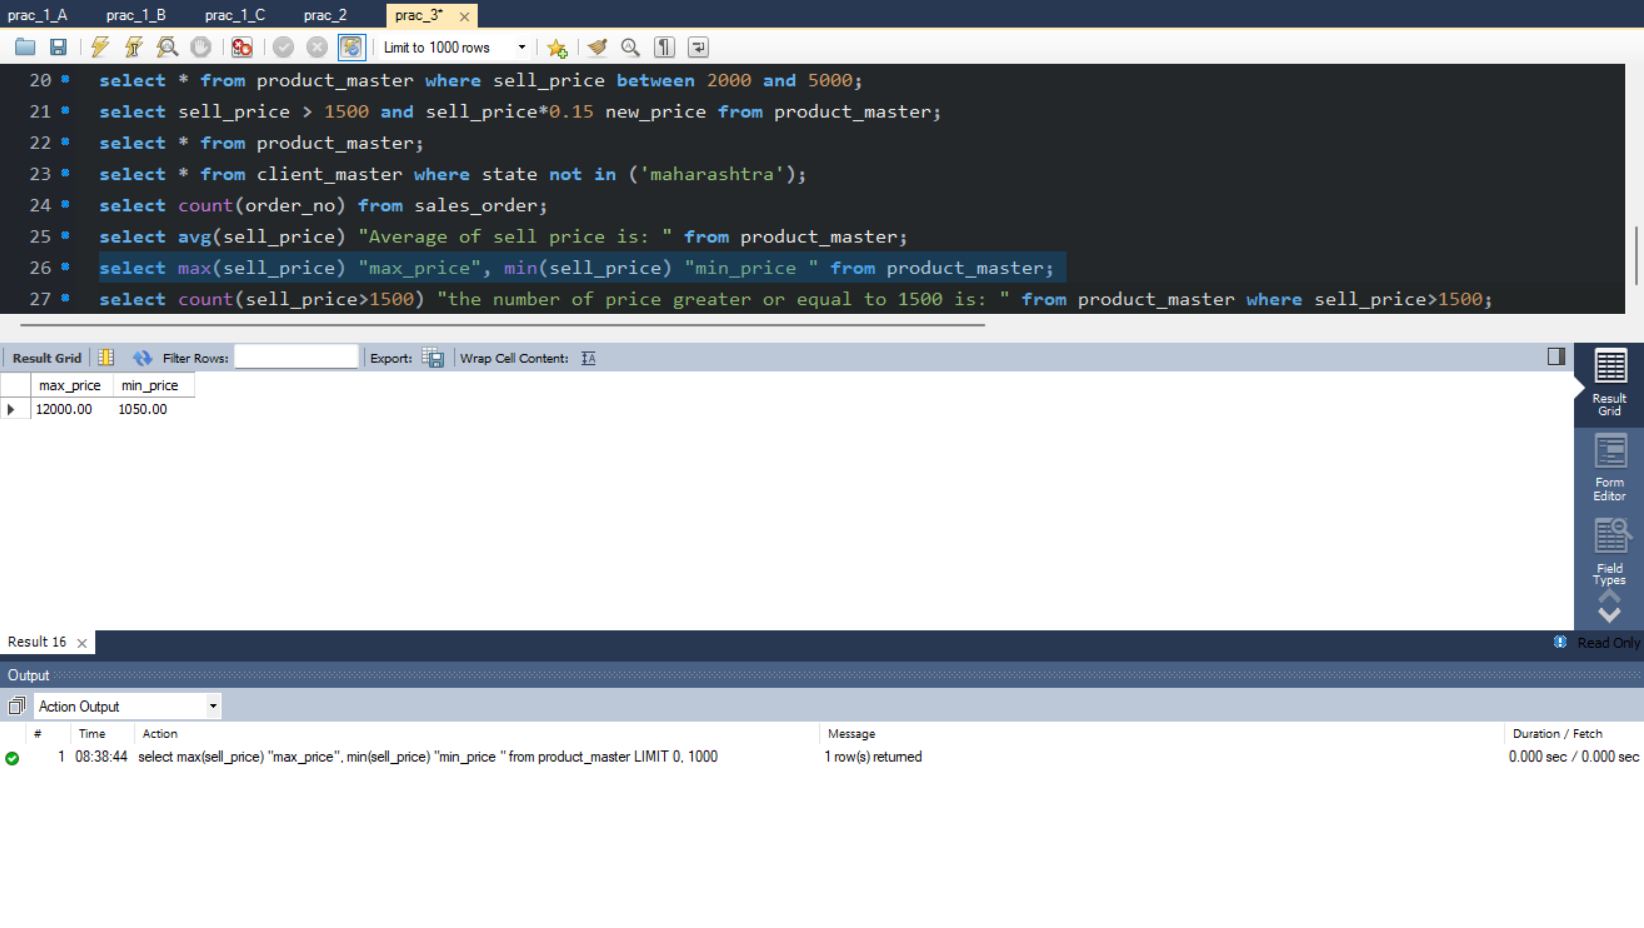 prac_1_A prac_1_B prac_1_C prac_2 prac_3* ×
Limit to 1000 rows
20 select * from product_master where sell_price between 2000 and 5000;
21 select sell_price > 1500 and sell_price*0.15 new_price from product_master;
22 select * from product_master;
23 select * from client_master where state not in ('maharashtra');
24 select count(order_no) from sales_order;
25 select avg(sell_price) "Average of sell price is: " from product_master;
26 select max(sell_price) "max_price", min(sell_price) "min_price " from product_master;
27 select count(sell_price>1500) "the number of price greater or equal to 1500 is: " from product_master where sell_price>1500;
Result Grid Filter Rows: Export: Wrap Cell Content:
max_price min_price
12000.00 1050.00
Result
Grid
Form
Editor
Field
Types
Result 16 × Read Only
Output
Action Output
# Time Action Message Duration / Fetch
1 08:38:44 select max(sell_price) "max_price", min(sell_price) "min_price " from product_master LIMIT 0, 1000 1 row(s) returned 0.000 sec / 0.000 sec